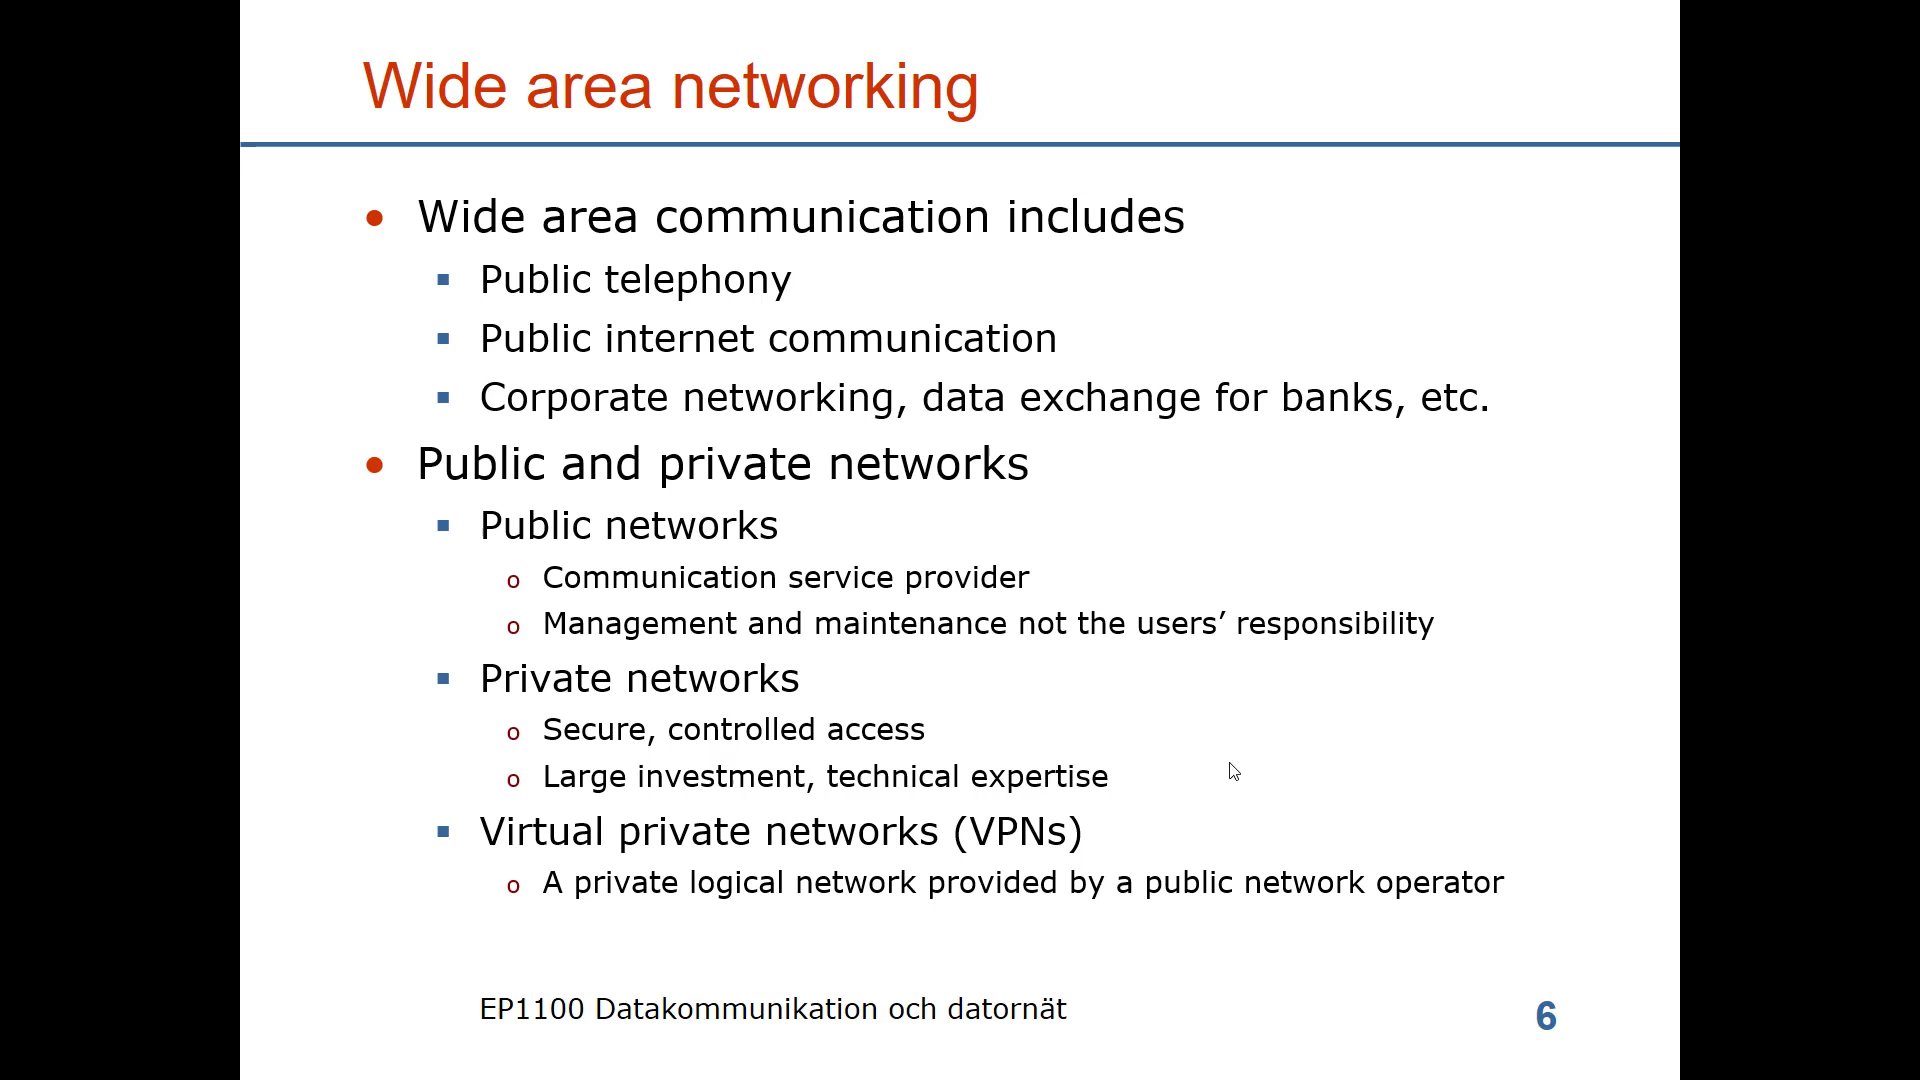 Wide area networking
• Wide area communication includes
▪ Public telephony
▪ Public internet communication
▪ Corporate networking, data exchange for banks, etc.
• Public and private networks
▪ Public networks
o Communication service provider
o Management and maintenance not the users’ responsibility
▪ Private networks
o Secure, controlled access
o Large investment, technical expertise
▪ Virtual private networks (VPNs)
o A private logical network provided by a public network operator
EP1100 Datakommunikation och datornät
6